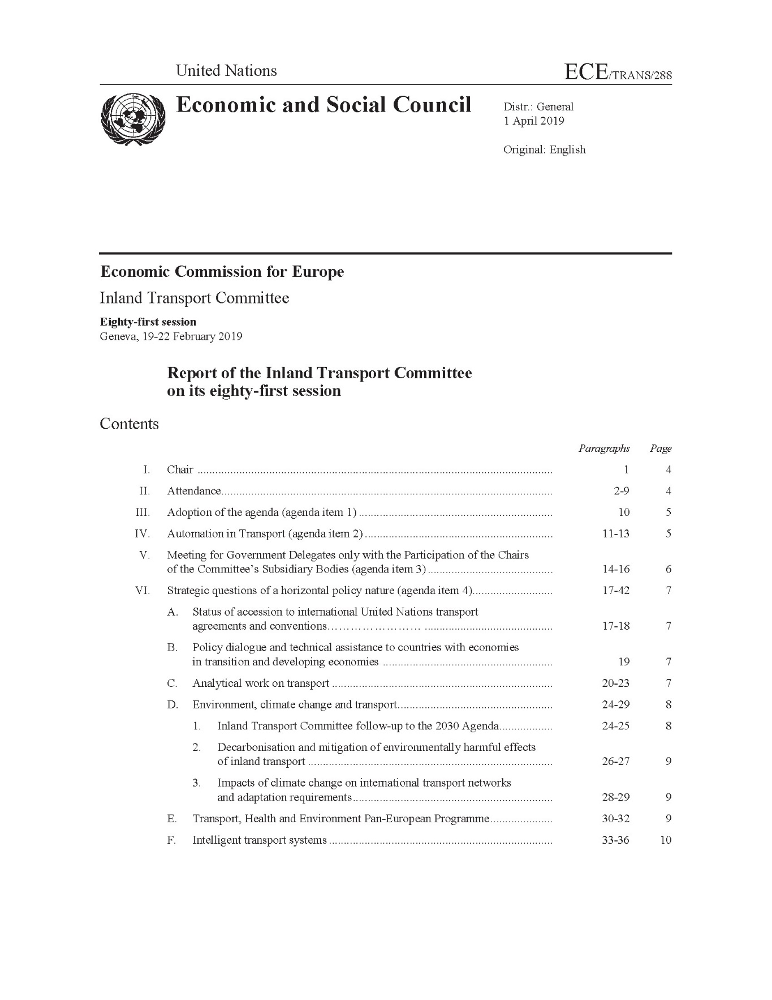 United Nations
ECE/TRANS/288
Economic and Social Council
Distr.: General
1 April 2019
Original: English
Economic Commission for Europe
Inland Transport Committee
Eighty-first session
Geneva, 19-22 February 2019
Report of the Inland Transport Committee
on its eighty-first session
Contents
Paragraphs Page
I. Chair 1 4
II. Attendance 2-9 4
III. Adoption of the agenda (agenda item 1) 10 5
IV. Automation in Transport (agenda item 2) 11-13 5
V. Meeting for Government Delegates only with the Participation of the Chairs
of the Committee's Subsidiary Bodies (agenda item 3) 14-16 6
VI. Strategic questions of a horizontal policy nature (agenda item 4) 17-42 7
A. Status of accession to international United Nations transport
agreements and conventions 17-18 7
B. Policy dialogue and technical assistance to countries with economies
in transition and developing economies 19 7
C. Analytical work on transport 20-23 7
D. Environment, climate change and transport 24-29 8
1. Inland Transport Committee follow-up to the 2030 Agenda 24-25 8
2. Decarbonisation and mitigation of environmentally harmful effects
of inland transport 26-27 9
3. Impacts of climate change on international transport networks
and adaptation requirements 28-29 9
E. Transport, Health and Environment Pan-European Programme 30-32 9
F. Intelligent transport systems 33-36 10